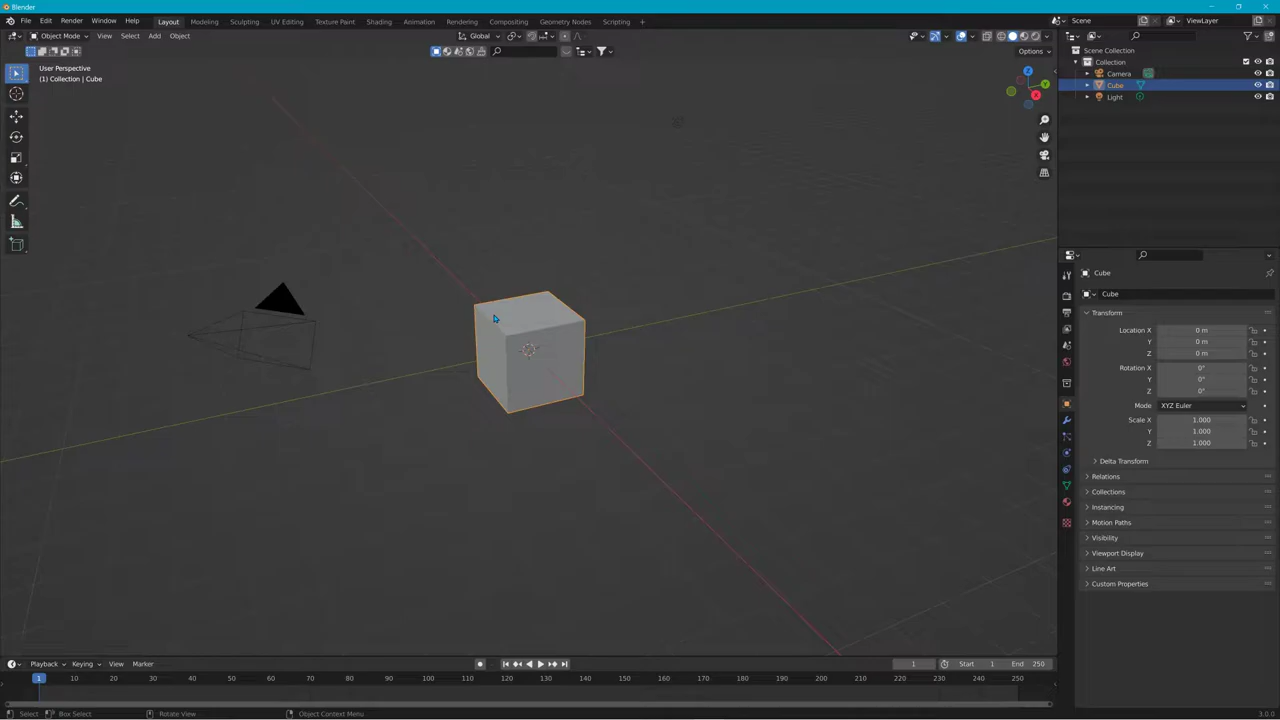 Blender
File Edit Render Window Help Layout Modeling Sculpting UV Editing Texture Paint Shading Animation Rendering Compositing Geometry Nodes Scripting + Scene ViewLayer
Object Mode View Select Add Object Global
Options
User Perspective
(1) Collection | Cube
Z
Y
X
Scene Collection
Collection
Camera
Cube
Light
Cube
Cube
Transform
Location X 0 m
Y 0 m
Z 0 m
Rotation X 0°
Y 0°
Z 0°
Mode XYZ Euler
Scale X 1.000
Y 1.000
Z 1.000
Delta Transform
Relations
Collections
Instancing
Motion Paths
Visibility
Viewport Display
Line Art
Custom Properties
Playback Keying View Marker 1 Start 1 End 250
1 10 20 30 40 50 60 70 80 90 100 110 120 130 140 150 160 170 180 190 200 210 220 230 240 250
Select Box Select Rotate View Object Context Menu 3.0.0